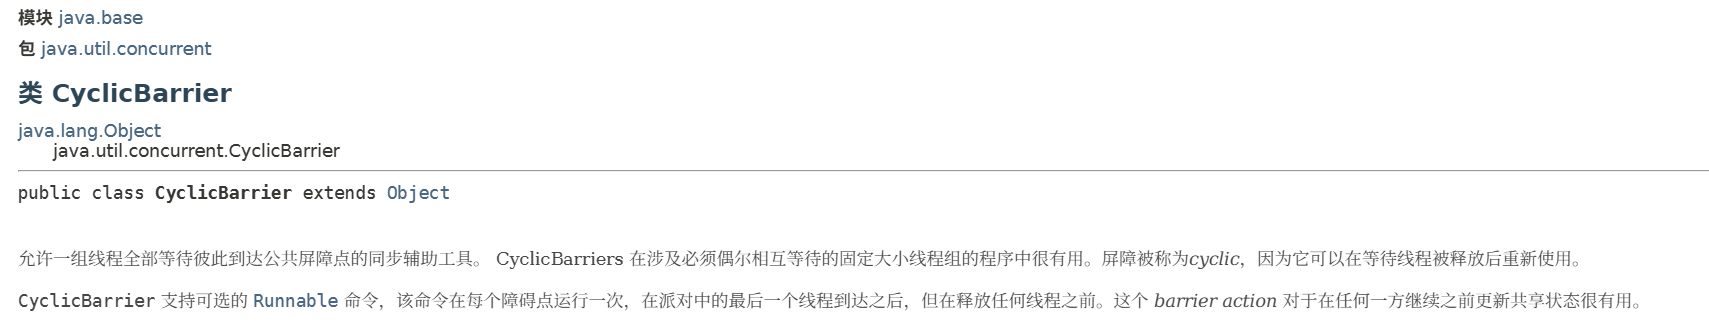 模块 java.base
包 java.util.concurrent
类 CyclicBarrier
java.lang.Object
java.util.concurrent.CyclicBarrier
public class CyclicBarrier extends Object
允许一组线程全部等待彼此到达公共屏障点的同步辅助工具。 CyclicBarriers 在涉及必须偶尔相互等待的固定大小线程组的程序中很有用。屏障被称为cyclic，因为它可以在等待线程被释放后重新使用。
CyclicBarrier 支持可选的 Runnable 命令，该命令在每个障碍点运行一次，在派对中的最后一个线程到达之后，但在释放任何线程之前。这个 barrier action 对于在任何一方继续之前更新共享状态很有用。